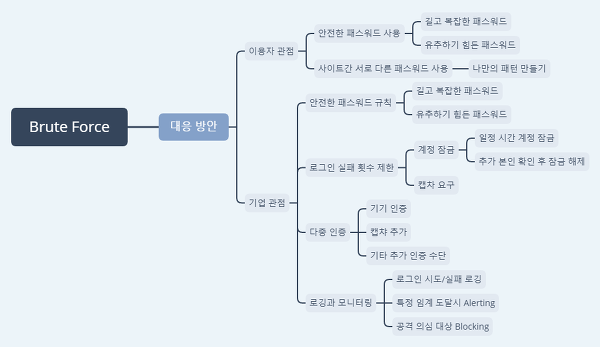 Brute Force
대응 방안
이용자 관점
안전한 패스워드 사용
길고 복잡한 패스워드
유추하기 힘든 패스워드
사이트간 서로 다른 패스워드 사용
나만의 패턴 만들기
기업 관점
안전한 패스워드 규칙
길고 복잡한 패스워드
유추하기 힘든 패스워드
로그인 실패 횟수 제한
계정 잠금
일정 시간 계정 잠금
추가 본인 확인 후 잠금 해제
캡차 요구
다중 인증
기기 인증
캡챠 추가
기타 추가 인증 수단
로깅과 모니터링
로그인 시도/실패 로깅
특정 임계 도달시 Alerting
공격 의심 대상 Blocking